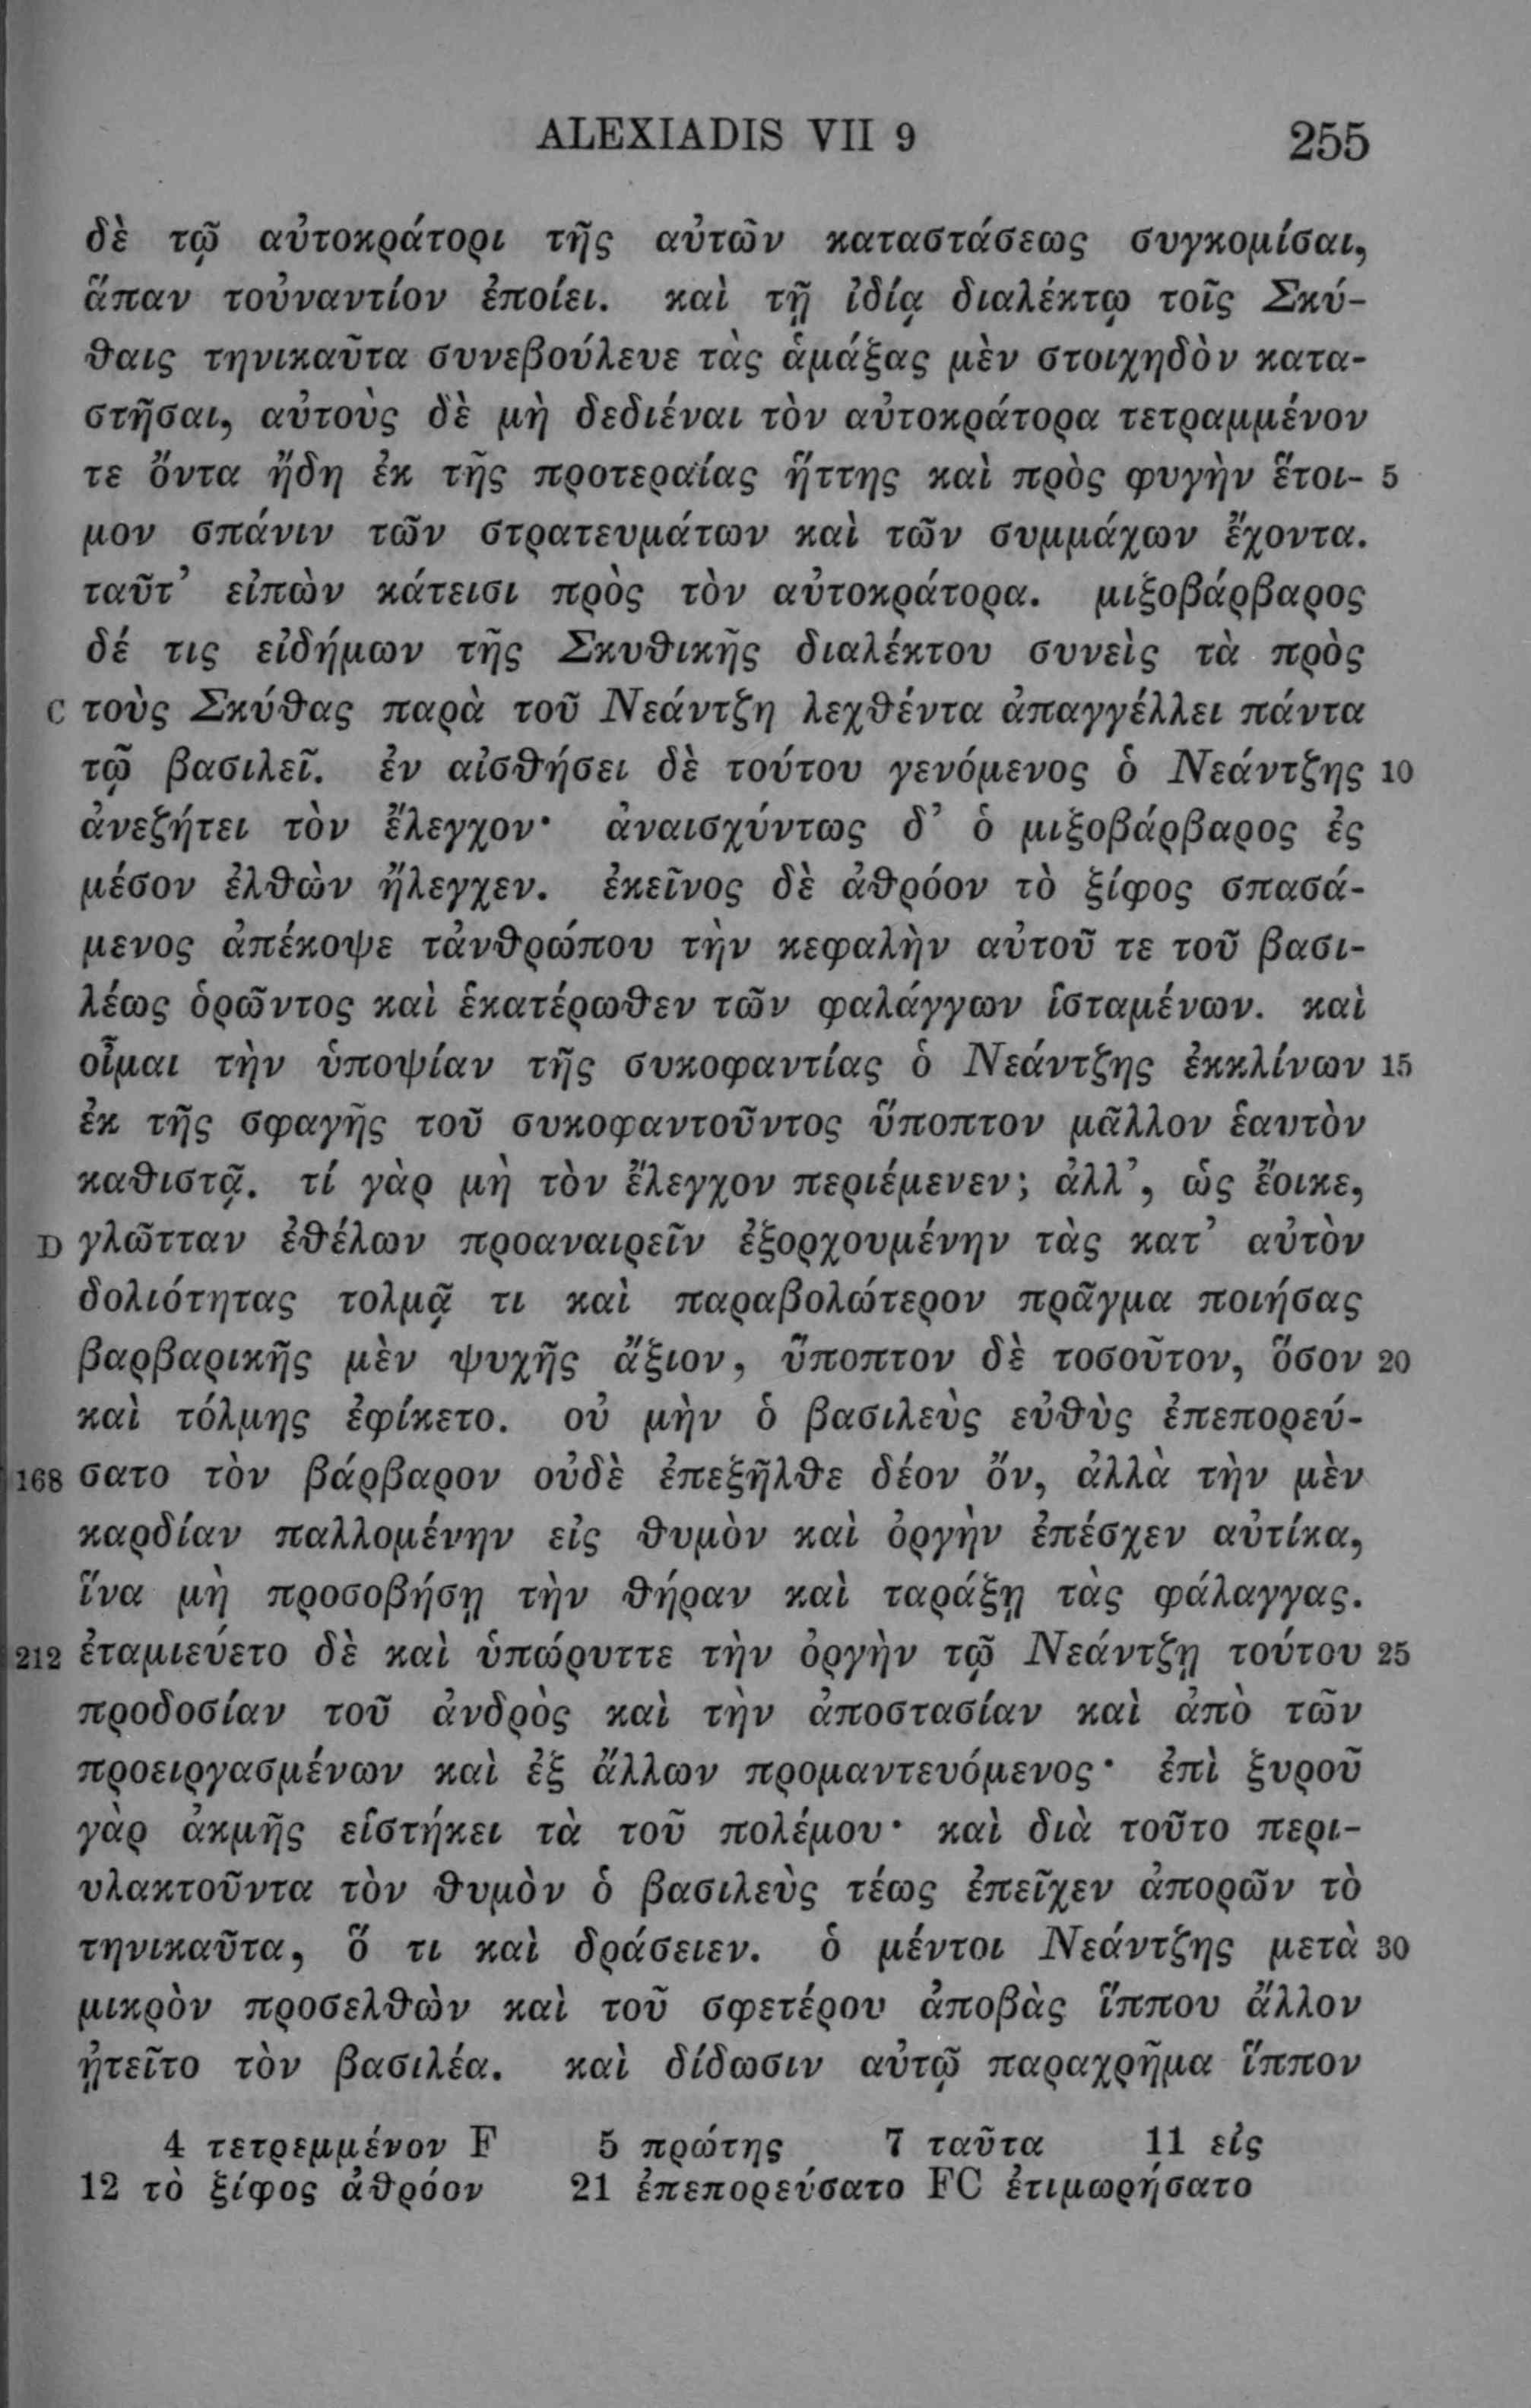 ALEXIADIS VII 9 255
δὲ τῷ αὐτοκράτορι τῆς αὐτῶν καταστάσεως συγκομίσαι,
ἅπαν τοὐναντίον ἐποίει. καὶ τῇ ἰδίᾳ διαλέκτῳ τοῖς Σκύ-
θαις τηνικαῦτα συνεβούλευε τὰς ἁμάξας μὲν στοιχηδὸν κατα-
στῆσαι, αὐτοὺς δὲ μὴ δεδιέναι τὸν αὐτοκράτορα τετραμμένον
τε ὄντα ἤδη ἐκ τῆς προτεραίας ἥττης καὶ πρὸς φυγὴν ἕτοι- 5
μον σπάνιν τῶν στρατευμάτων καὶ τῶν συμμάχων ἔχοντα.
ταῦτ’ εἰπὼν κάτεισι πρὸς τὸν αὐτοκράτορα. μιξοβάρβαρος
δέ τις εἰδήμων τῆς Σκυθικῆς διαλέκτου συνεὶς τὰ πρὸς
C τοὺς Σκύθας παρὰ τοῦ Νεάντζη λεχθέντα ἀπαγγέλλει πάντα
τῷ βασιλεῖ. ἐν αἰσθήσει δὲ τούτου γενόμενος ὁ Νεάντζης 10
ἀνεζήτει τὸν ἔλεγχον· ἀναισχύντως δ’ ὁ μιξοβάρβαρος ἐς
μέσον ἐλθὼν ἤλεγχεν. ἐκεῖνος δὲ ἀθρόον τὸ ξίφος σπασά-
μενος ἀπέκοψε τἀνθρώπου τὴν κεφαλὴν αὐτοῦ τε τοῦ βασι-
λέως ὁρῶντος καὶ ἑκατέρωθεν τῶν φαλάγγων ἱσταμένων. καὶ
οἶμαι τὴν ὑποψίαν τῆς συκοφαντίας ὁ Νεάντζης ἐκκλίνων 15
ἐκ τῆς σφαγῆς τοῦ συκοφαντοῦντος ὕποπτον μᾶλλον ἑαυτὸν
καθιστᾷ. τί γὰρ μὴ τὸν ἔλεγχον περιέμενεν; ἀλλ’, ὡς ἔοικε,
D γλῶτταν ἐθέλων προαναιρεῖν ἐξορχουμένην τὰς κατ’ αὐτὸν
δολιότητας τολμᾷ τι καὶ παραβολώτερον πρᾶγμα ποιήσας
βαρβαρικῆς μὲν ψυχῆς ἄξιον, ὕποπτον δὲ τοσοῦτον, ὅσον 20
καὶ τόλμης ἐφίκετο. οὐ μὴν ὁ βασιλεὺς εὐθὺς ἐπεπορεύ-
168 σατο τὸν βάρβαρον οὐδὲ ἐπεξῆλθε δέον ὄν, ἀλλὰ τὴν μὲν
καρδίαν παλλομένην εἰς θυμὸν καὶ ὀργὴν ἐπέσχεν αὐτίκα,
ἵνα μὴ προσοβήσῃ τὴν θήραν καὶ ταράξῃ τὰς φάλαγγας.
212 ἐταμιεύετο δὲ καὶ ὑπώρυττε τὴν ὀργὴν τῷ Νεάντζῃ τούτου 25
προδοσίαν τοῦ ἀνδρὸς καὶ τὴν ἀποστασίαν καὶ ἀπὸ τῶν
προειργασμένων καὶ ἐξ ἄλλων προμαντευόμενος· ἐπὶ ξυροῦ
γὰρ ἀκμῆς εἱστήκει τὰ τοῦ πολέμου· καὶ διὰ τοῦτο περι-
υλακτοῦντα τὸν θυμὸν ὁ βασιλεὺς τέως ἐπεῖχεν ἀπορῶν τὸ
τηνικαῦτα, ὅ τι καὶ δράσειεν. ὁ μέντοι Νεάντζης μετὰ 30
μικρὸν προσελθὼν καὶ τοῦ σφετέρου ἀποβὰς ἵππου ἄλλον
ᾐτεῖτο τὸν βασιλέα. καὶ δίδωσιν αὐτῷ παραχρῆμα ἵππον
4 τετρεμμένον F 5 πρώτης 7 ταῦτα 11 εἰς
12 τὸ ξίφος ἀθρόον 21 ἐπεπορεύσατο FC ἐτιμωρήσατο